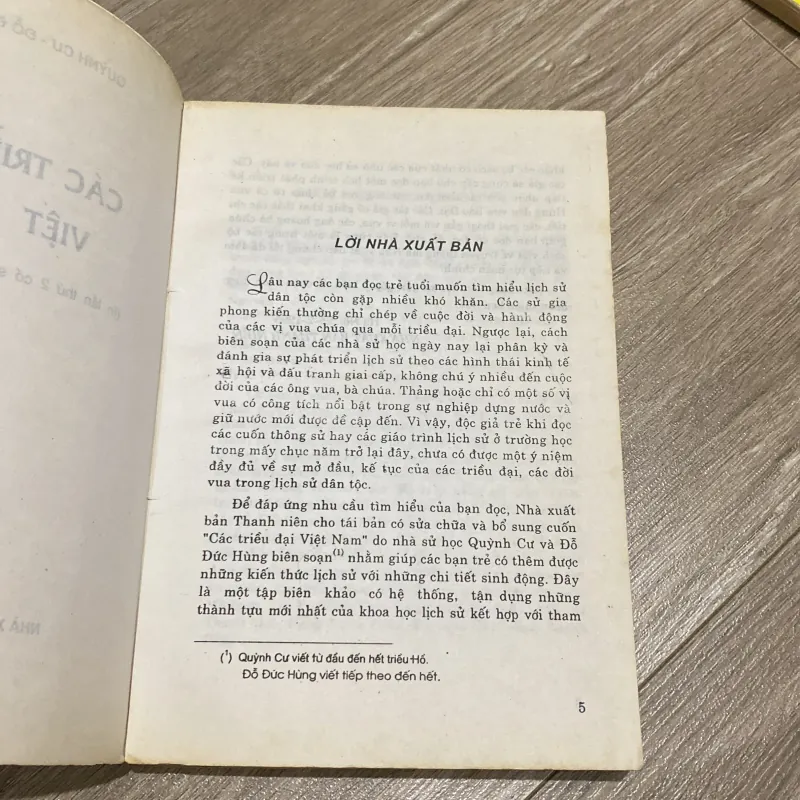 LỜI NHÀ XUẤT BẢN
Lâu nay các bạn đọc trẻ tuổi muốn tìm hiểu lịch sử
dân tộc còn gặp nhiều khó khăn. Các sử gia
phong kiến thường chỉ chép về cuộc đời và hành động
của các vị vua chúa qua mỗi triều đại. Ngược lại, cách
biên soạn của các nhà sử học ngày nay lại phân kỳ và
đánh gia sự phát triển lịch sử theo các hình thái kinh tế
xã hội và đấu tranh giai cấp, không chú ý nhiều đến cuộc
đời của các ông vua, bà chúa. Thảng hoặc chỉ có một số vị
vua có công tích nổi bật trong sự nghiệp dựng nước và
giữ nước mới được đề cập đến. Vì vậy, độc giả trẻ khi đọc
các cuốn thông sử hay các giáo trình lịch sử ở trường học
trong mấy chục năm trở lại đây, chưa có được ý niệm
đầy đủ về sự mở đầu, kế tục của các triều đại, các đời
vua trong lịch sử dân tộc.
Để đáp ứng nhu cầu tìm hiểu của bạn đọc, Nhà xuất
bản Thanh niên cho tái bản có sửa chữa và bổ sung cuốn
"Các triều đại Việt Nam" do nhà sử học Quỳnh Cư và Đỗ
Đức Hùng biên soạn(1) nhằm giúp các bạn trẻ có thêm được
những kiến thức lịch sử với những chi tiết sinh động. Đây
là một tập biên khảo có hệ thống, tận dụng những
thành tựu mới nhất của khoa học lịch sử kết hợp với tham
(1) Quỳnh Cư viết từ đầu đến hết triều Hồ.
Đỗ Đức Hùng viết tiếp theo đến hết.
5